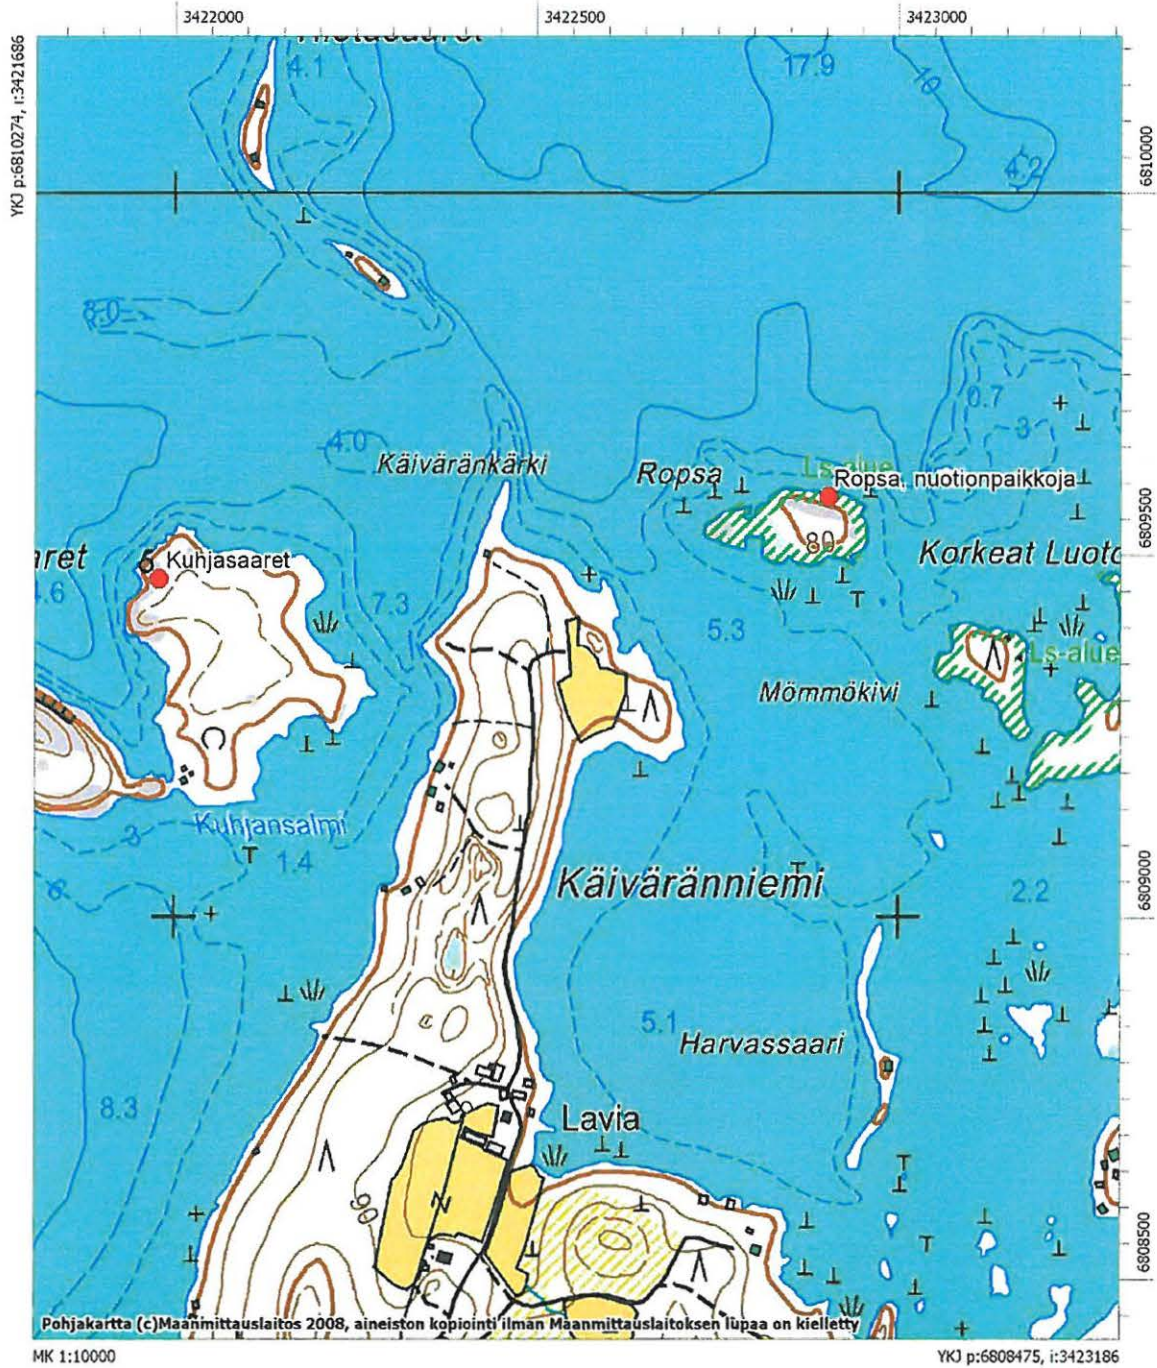 3422000
3422500
3423000
YKJ p:6810274, i:3421686
4.1
17.9
10
4.2
6810000
8.0
4.0
0.7
3
Käiväränkärki
Ropsa
Ls-alue
Ropsa, nuotionpaikkoja
80
6809500
Korkeat Luoto
aret
5
Kuhjasaaret
7.3
5.3
Ls-alue
Mömmökivi
Kuhjansalmi
3
1.4
6
Käiväränniemi
2.2
6809000
5.1
Harvassaari
8.3
Lavia
90
6808500
Pohjakartta (c)Maanmittauslaitos 2008, aineiston kopiointi ilman Maanmittauslaitoksen lupaa on kielletty
MK 1:10000
YKJ p:6808475, i:3423186